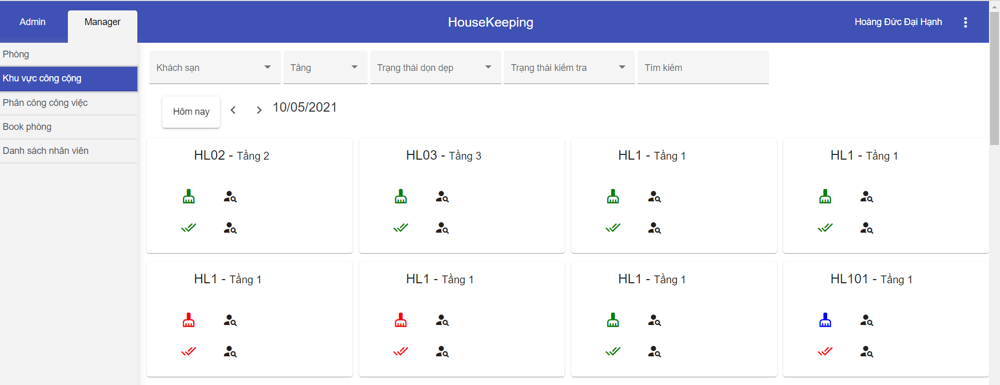 Admin
Manager
HouseKeeping
Hoàng Đức Đại Hạnh
Phòng
Khu vực công cộng
Phân công công việc
Book phòng
Danh sách nhân viên
Khách sạn
Tầng
Trạng thái dọn dẹp
Trạng thái kiểm tra
Tìm kiếm
Hôm nay
10/05/2021
HL02 - Tầng 2
HL03 - Tầng 3
HL1 - Tầng 1
HL1 - Tầng 1
HL1 - Tầng 1
HL1 - Tầng 1
HL1 - Tầng 1
HL101 - Tầng 1